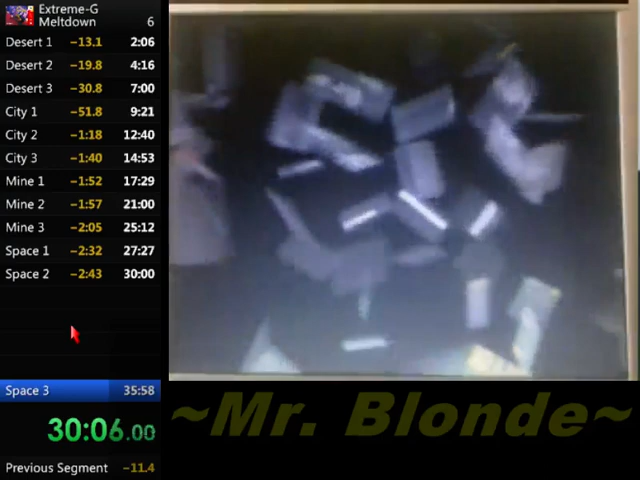 Extreme-G
Meltdown 6
Desert 1 −13.1 2:06
Desert 2 −19.8 4:16
Desert 3 −30.8 7:00
City 1 −51.8 9:21
City 2 −1:18 12:40
City 3 −1:40 14:53
Mine 1 −1:52 17:29
Mine 2 −1:57 21:00
Mine 3 −2:05 25:12
Space 1 −2:32 27:27
Space 2 −2:43 30:00
Space 3 35:58
30:06.00
~Mr. Blonde~
Previous Segment −11.4